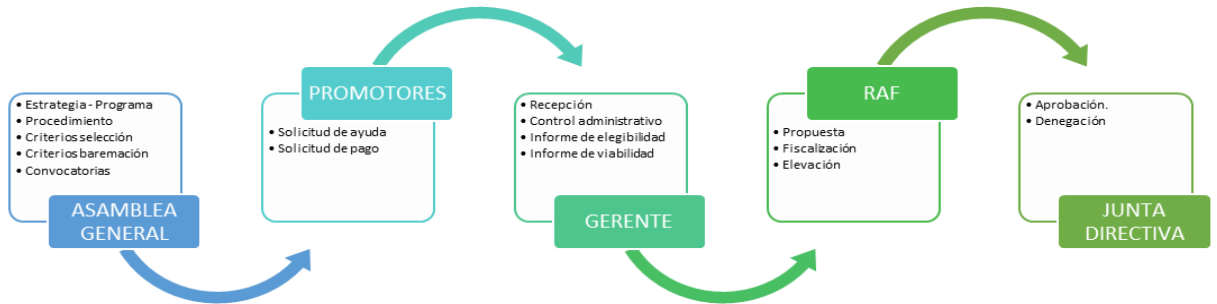 • Estrategia - Programa
• Procedimiento
• Criterios selección
• Criterios baremación
• Convocatorias
ASAMBLEA
GENERAL
PROMOTORES
• Solicitud de ayuda
• Solicitud de pago
• Recepción
• Control administrativo
• Informe de elegibilidad
• Informe de viabilidad
GERENTE
RAF
• Propuesta
• Fiscalización
• Elevación
• Aprobación.
• Denegación
JUNTA
DIRECTIVA